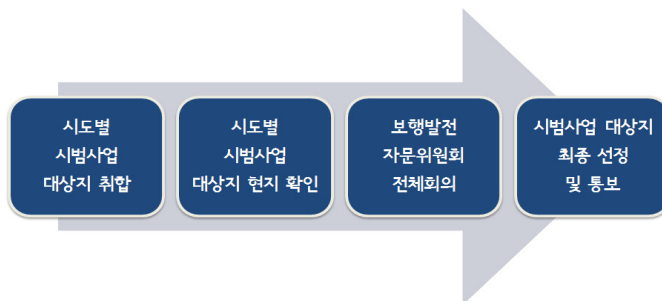 시도별
시범사업
대상지 취합
시도별
시범사업
대상지 현지 확인
보행발전
자문위원회
전체회의
시범사업 대상지
최종 선정
및 통보